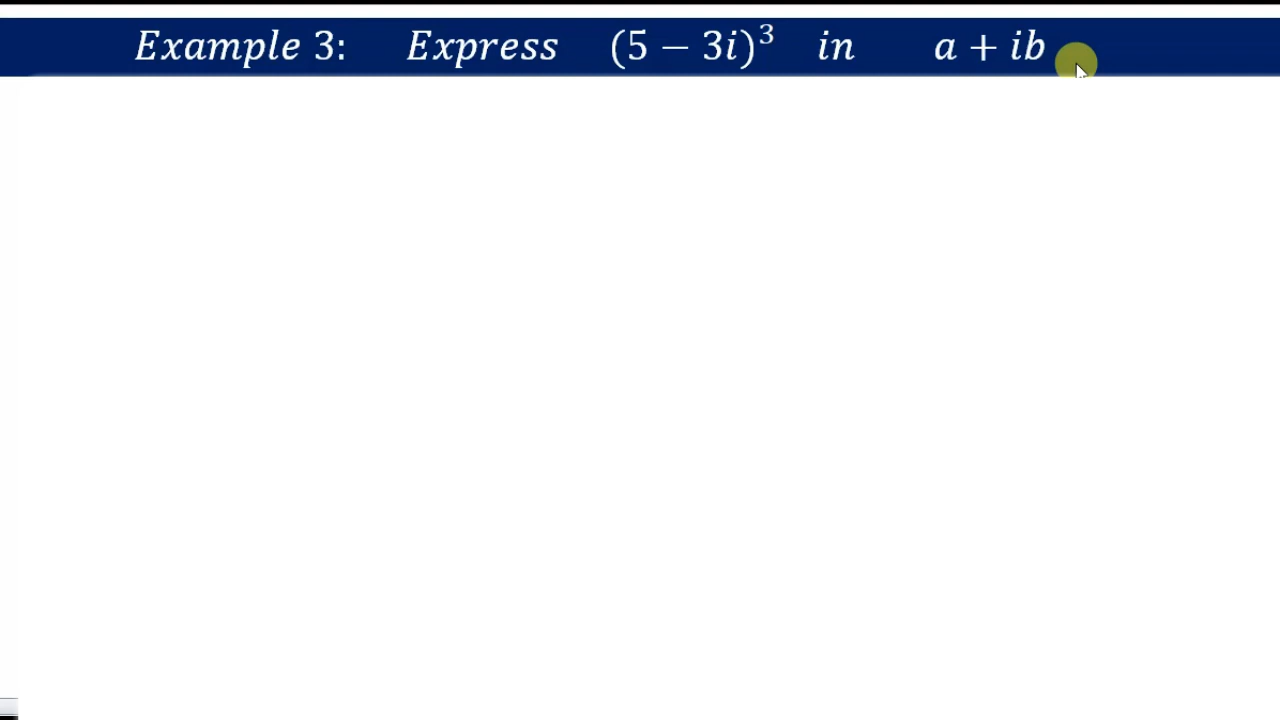 Example 3: Express (5 − 3i)³ in a + ib